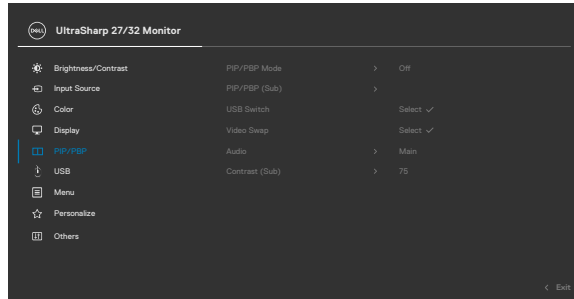 DELL UltraSharp 27/32 Monitor
Brightness/Contrast PIP/PBP Mode > Off
Input Source PIP/PBP (Sub) >
Color USB Switch Select ✓
Display Video Swap Select ✓
PIP/PBP Audio > Main
USB Contrast (Sub) > 75
Menu
Personalize
Others
< Exit